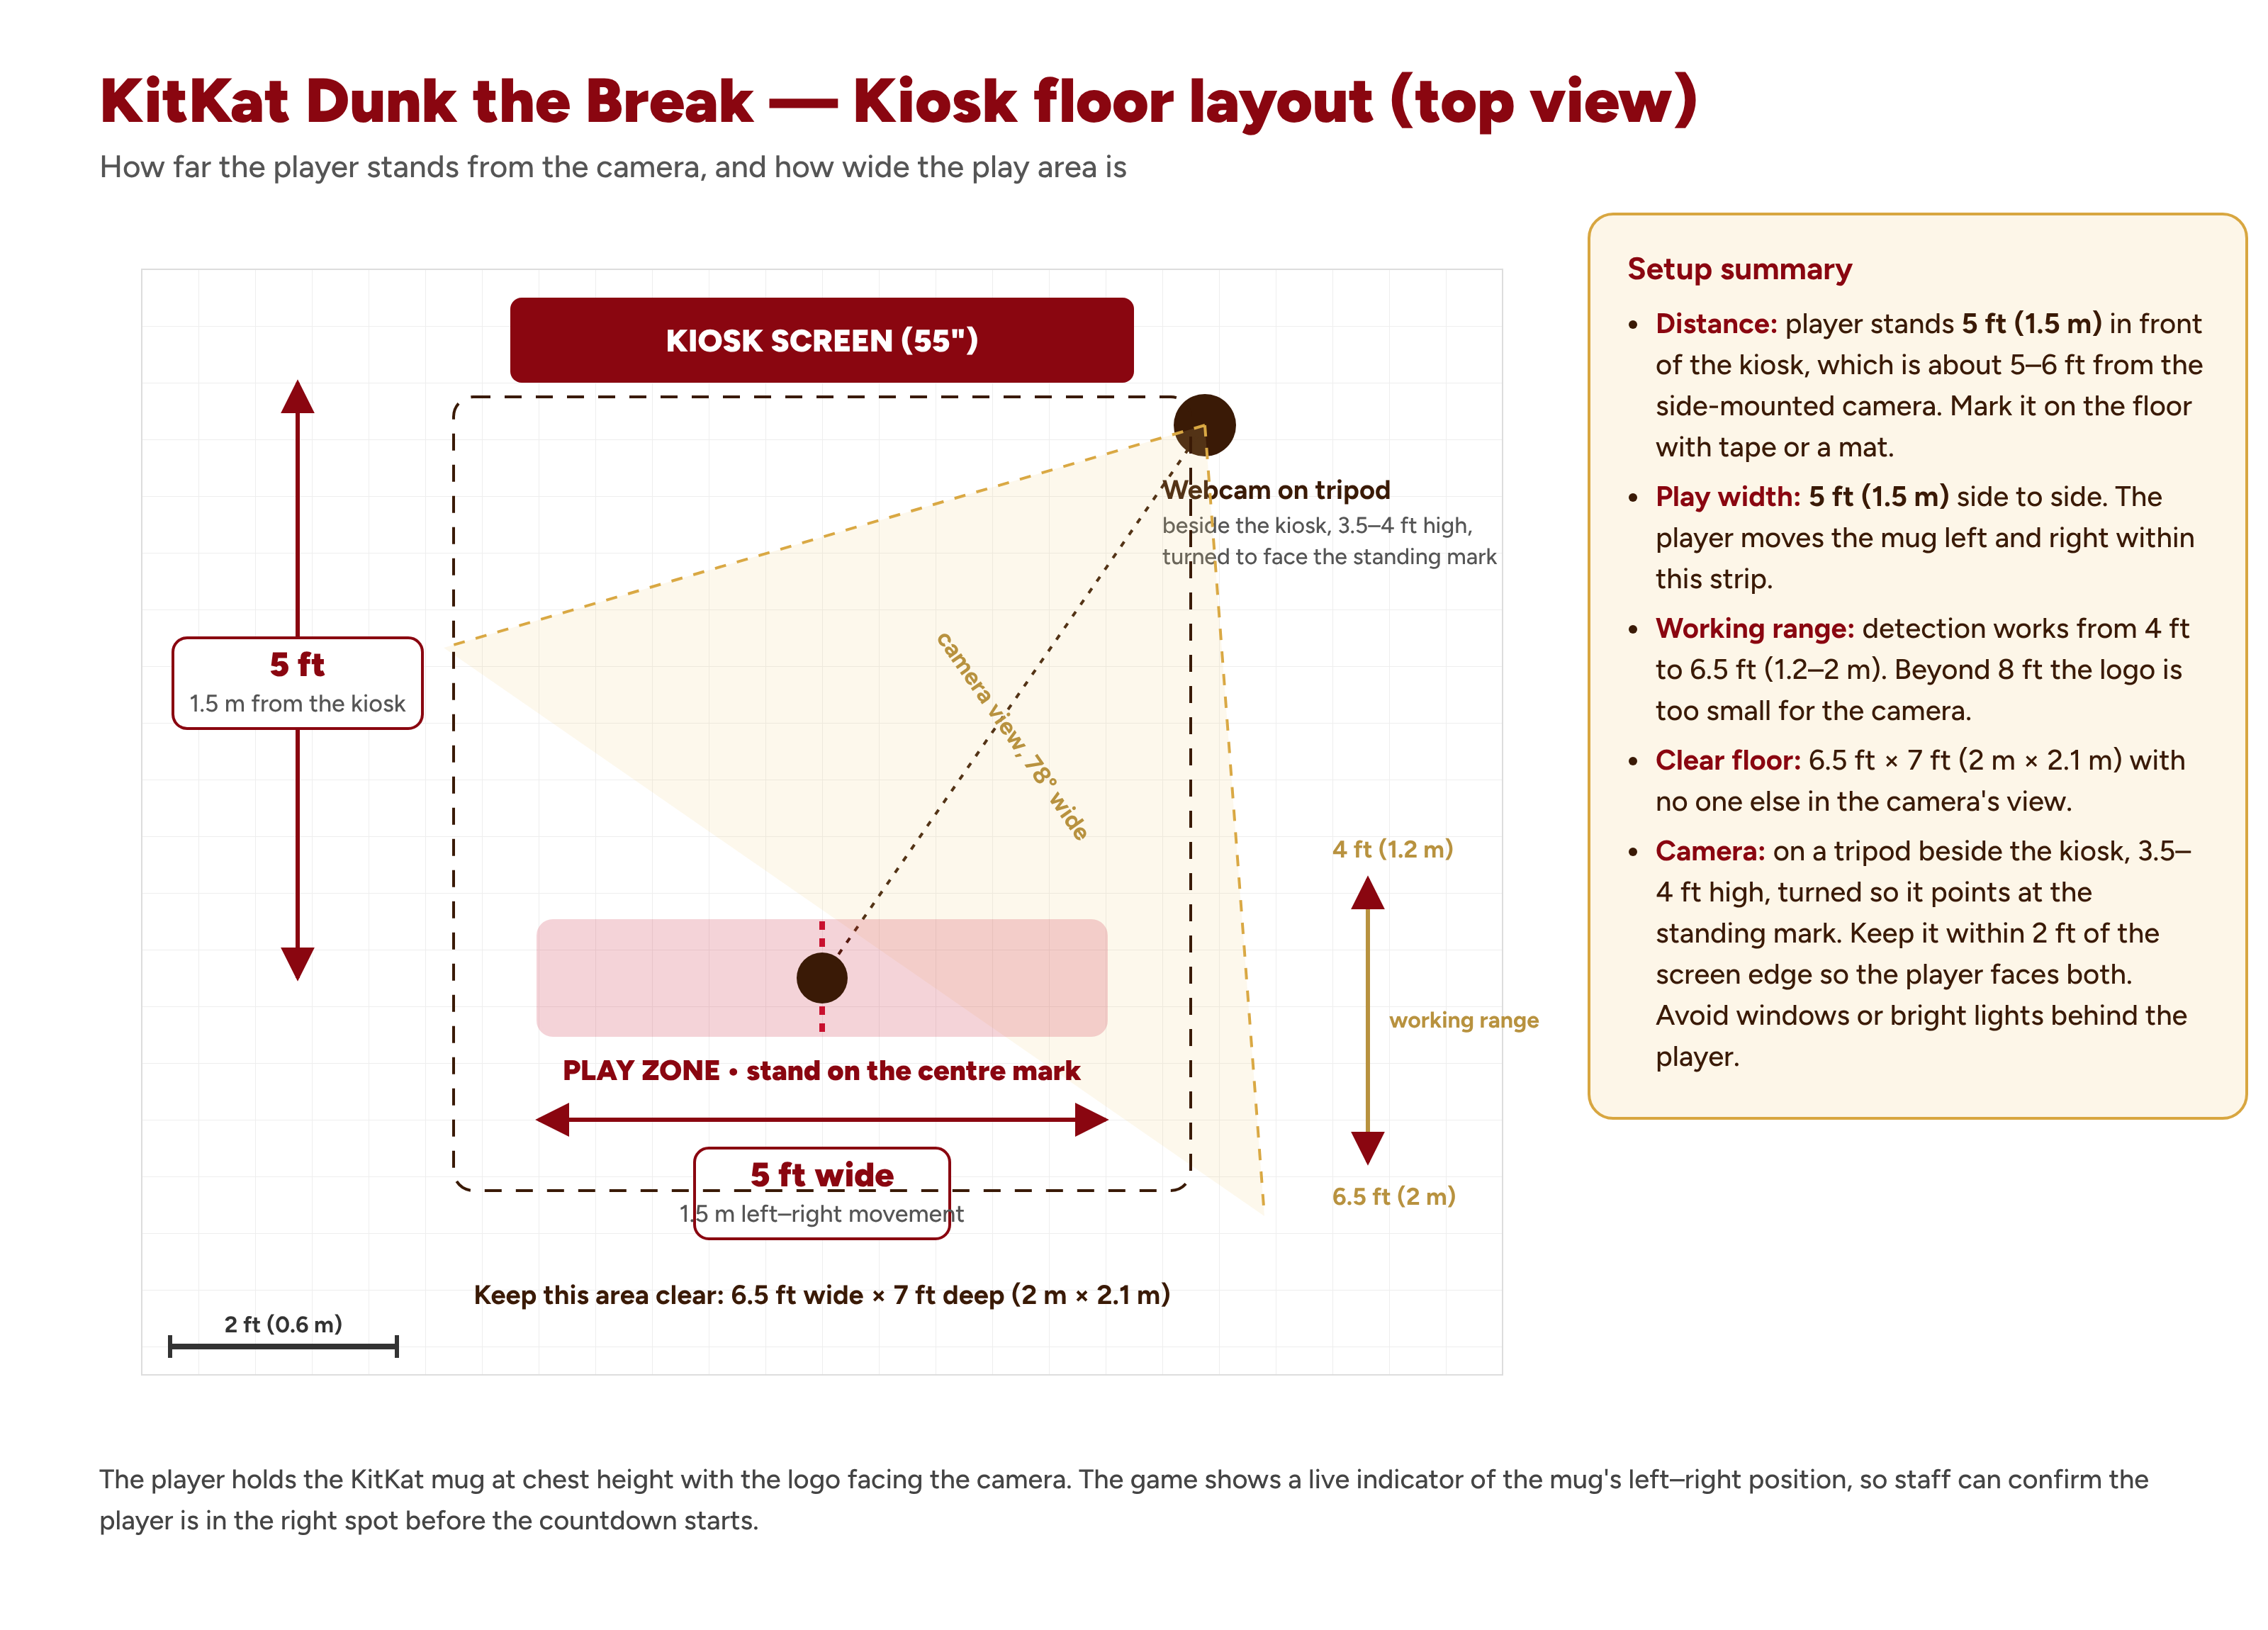 KitKat Dunk the Break — Kiosk floor layout (top view)
How far the player stands from the camera, and how wide the play area is
KIOSK SCREEN (55")
Webcam on tripod
beside the kiosk, 3.5–4 ft high,
turned to face the standing mark
5 ft
1.5 m from the kiosk
camera view, 78° wide
4 ft (1.2 m)
working range
6.5 ft (2 m)
PLAY ZONE • stand on the centre mark
5 ft wide
1.5 m left–right movement
Keep this area clear: 6.5 ft wide × 7 ft deep (2 m × 2.1 m)
2 ft (0.6 m)
Setup summary
• Distance: player stands 5 ft (1.5 m) in front
of the kiosk, which is about 5–6 ft from the
side-mounted camera. Mark it on the floor
with tape or a mat.
• Play width: 5 ft (1.5 m) side to side. The
player moves the mug left and right within
this strip.
• Working range: detection works from 4 ft
to 6.5 ft (1.2–2 m). Beyond 8 ft the logo is
too small for the camera.
• Clear floor: 6.5 ft × 7 ft (2 m × 2.1 m) with
no one else in the camera's view.
• Camera: on a tripod beside the kiosk, 3.5–
4 ft high, turned so it points at the
standing mark. Keep it within 2 ft of the
screen edge so the player faces both.
Avoid windows or bright lights behind the
player.
The player holds the KitKat mug at chest height with the logo facing the camera. The game shows a live indicator of the mug's left–right position, so staff can confirm the
player is in the right spot before the countdown starts.